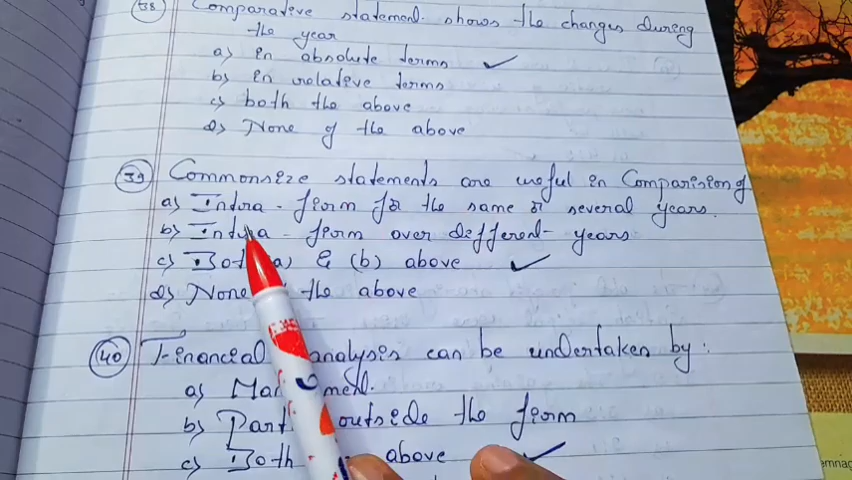 38 Comparative statement shows the changes during
the year
a) in absolute terms
b) in relative terms
c) both the above
d) None of the above
39 Commonsize statements are useful in Comparision of
a) Intra - firm for the same or several years.
b) Intra - firm over different years
c) Both (a) & (b) above
d) None the above
40 Financial analysis can be undertaken by:
a)
b) outside the firm
c) Both above
emnag